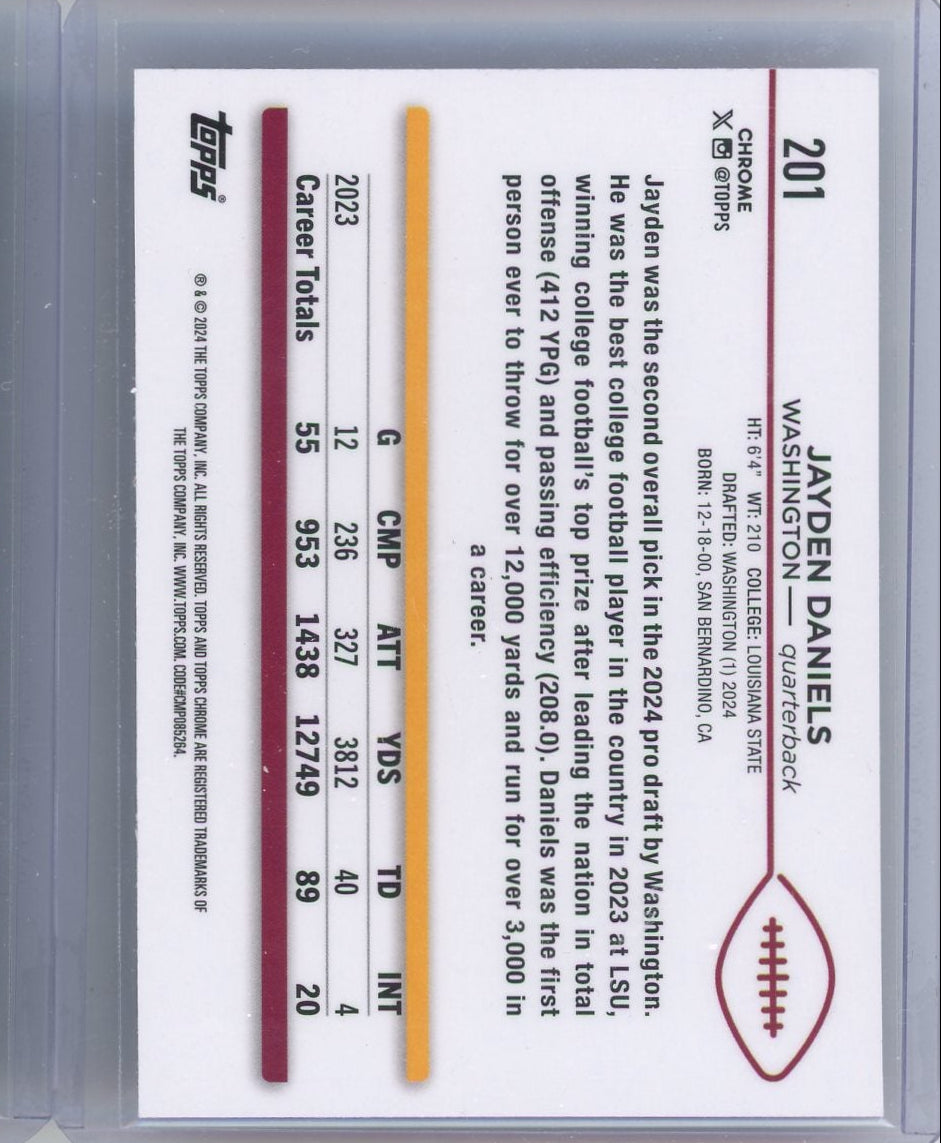 201
JAYDEN DANIELS
WASHINGTON — quarterback
CHROME
X @TOPPS
HT: 6'4" WT: 210 COLLEGE: LOUISIANA STATE
DRAFTED: WASHINGTON (1) 2024
BORN: 12-18-00, SAN BERNARDINO, CA
Jayden was the second overall pick in the 2024 pro draft by Washington.
He was the best college football player in the country in 2023 at LSU,
winning college football's top prize after leading the nation in total
offense (412 YPG) and passing efficiency (208.0). Daniels was the first
person ever to throw for over 12,000 yards and run for over 3,000 in
a career.
G CMP ATT YDS TD INT
2023 12 236 327 3812 40 4
Career Totals 55 953 1438 12749 89 20
topps®
® & © 2024 THE TOPPS COMPANY, INC. ALL RIGHTS RESERVED. TOPPS AND TOPPS CHROME ARE REGISTERED TRADEMARKS OF
THE TOPPS COMPANY, INC. WWW.TOPPS.COM. CODE#CMP085264.